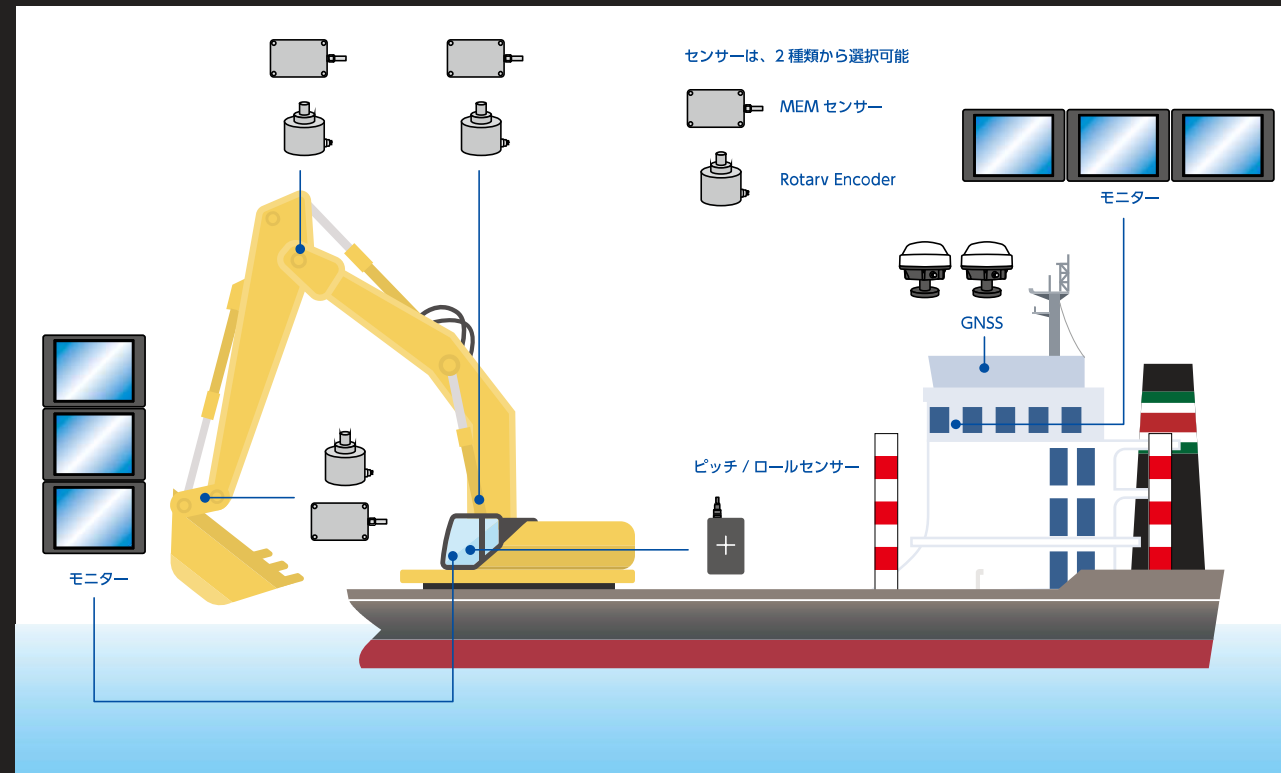 センサーは、2種類から選択可能
MEM センサー
Rotarv Encoder
モニター
GNSS
ピッチ / ロールセンサー
モニター